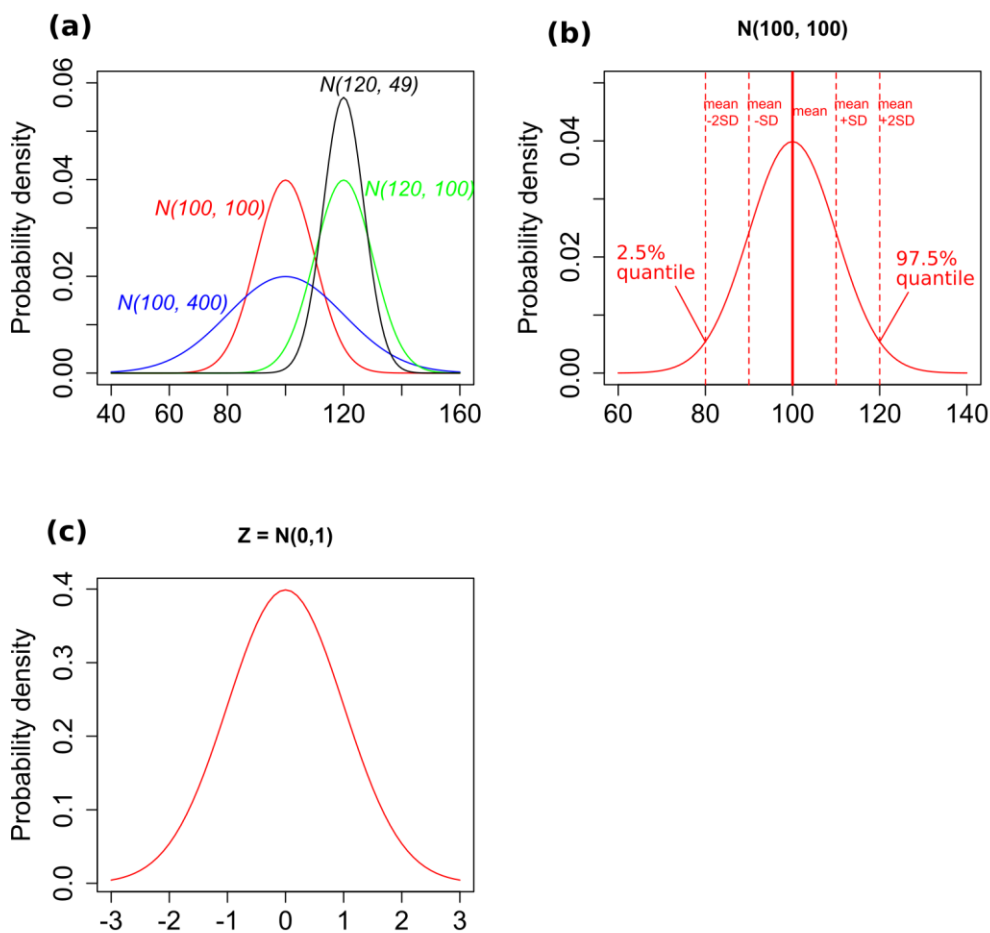 (a)
Probability density
0.06
0.04
0.02
0.00
N(120, 49)
N(120, 100)
N(100, 100)
N(100, 400)
40 80 120 160
(b)
N(100, 100)
Probability density
0.04
0.02
0.00
mean
-2SD
mean
-SD
mean
mean
+SD
mean
+2SD
2.5%
quantile
97.5%
quantile
60 80 100 120 140
(c)
Z = N(0,1)
Probability density
0.4
0.3
0.2
0.1
0.0
-3 -2 -1 0 1 2 3